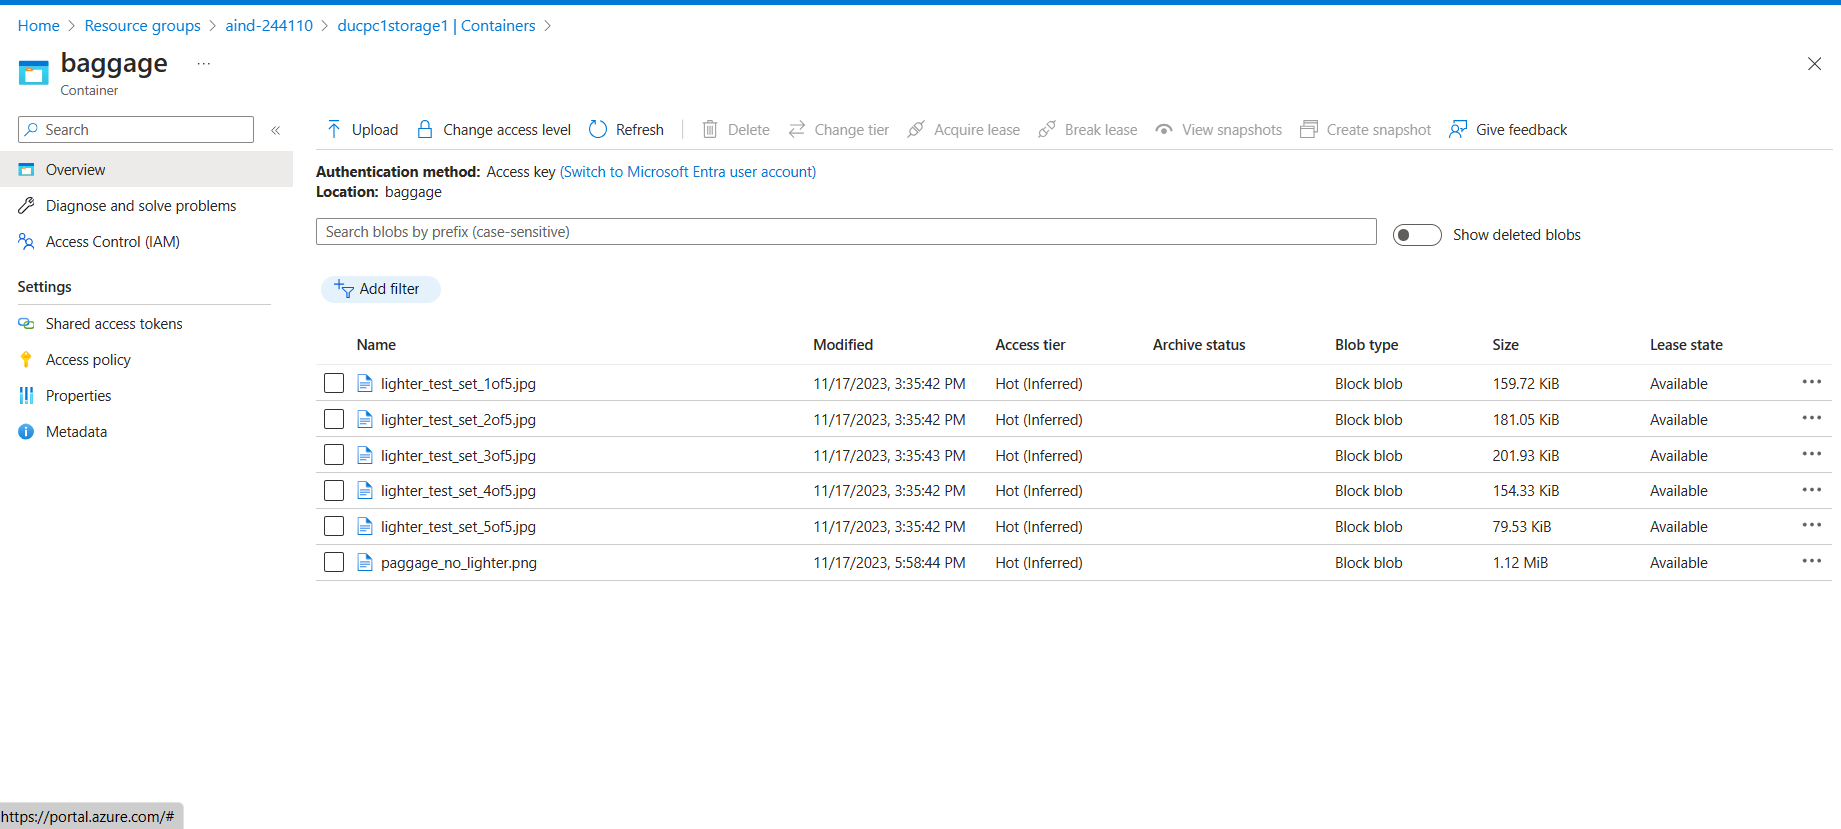 Home > Resource groups > aind-244110 > ducpc1storage1 | Containers >
baggage ...
Container
Search «
Upload Change access level Refresh Delete Change tier Acquire lease Break lease View snapshots Create snapshot Give feedback
Overview
Diagnose and solve problems
Access Control (IAM)
Settings
Shared access tokens
Access policy
Properties
Metadata
Authentication method: Access key (Switch to Microsoft Entra user account)
Location: baggage
Search blobs by prefix (case-sensitive)
Show deleted blobs
Add filter
Name Modified Access tier Archive status Blob type Size Lease state
lighter_test_set_1of5.jpg 11/17/2023, 3:35:42 PM Hot (Inferred) Block blob 159.72 KiB Available ...
lighter_test_set_2of5.jpg 11/17/2023, 3:35:42 PM Hot (Inferred) Block blob 181.05 KiB Available ...
lighter_test_set_3of5.jpg 11/17/2023, 3:35:43 PM Hot (Inferred) Block blob 201.93 KiB Available ...
lighter_test_set_4of5.jpg 11/17/2023, 3:35:42 PM Hot (Inferred) Block blob 154.33 KiB Available ...
lighter_test_set_5of5.jpg 11/17/2023, 3:35:42 PM Hot (Inferred) Block blob 79.53 KiB Available ...
paggage_no_lighter.png 11/17/2023, 5:58:44 PM Hot (Inferred) Block blob 1.12 MiB Available ...
https://portal.azure.com/#